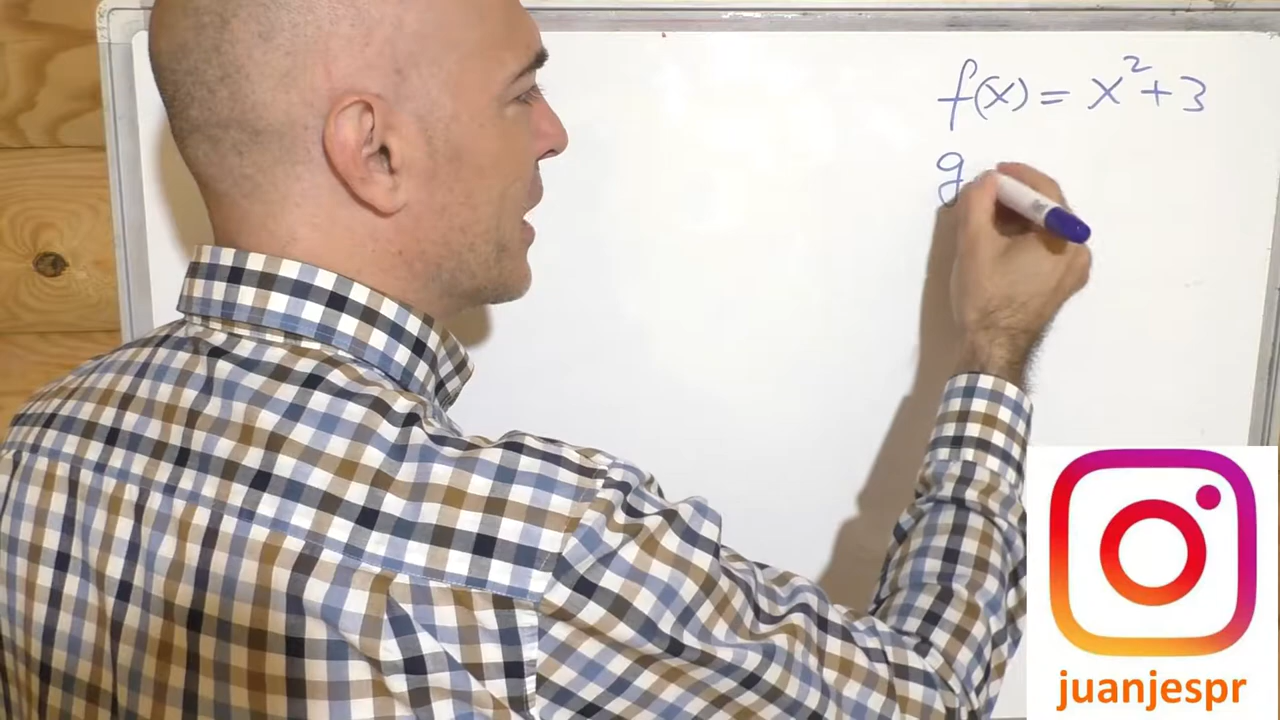 f(x) = x²+3
g
juanjespr